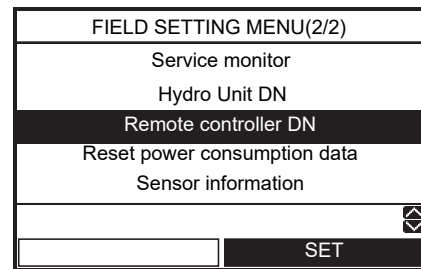 FIELD SETTING MENU(2/2)
Service monitor
Hydro Unit DN
Remote controller DN
Reset power consumption data
Sensor information
SET